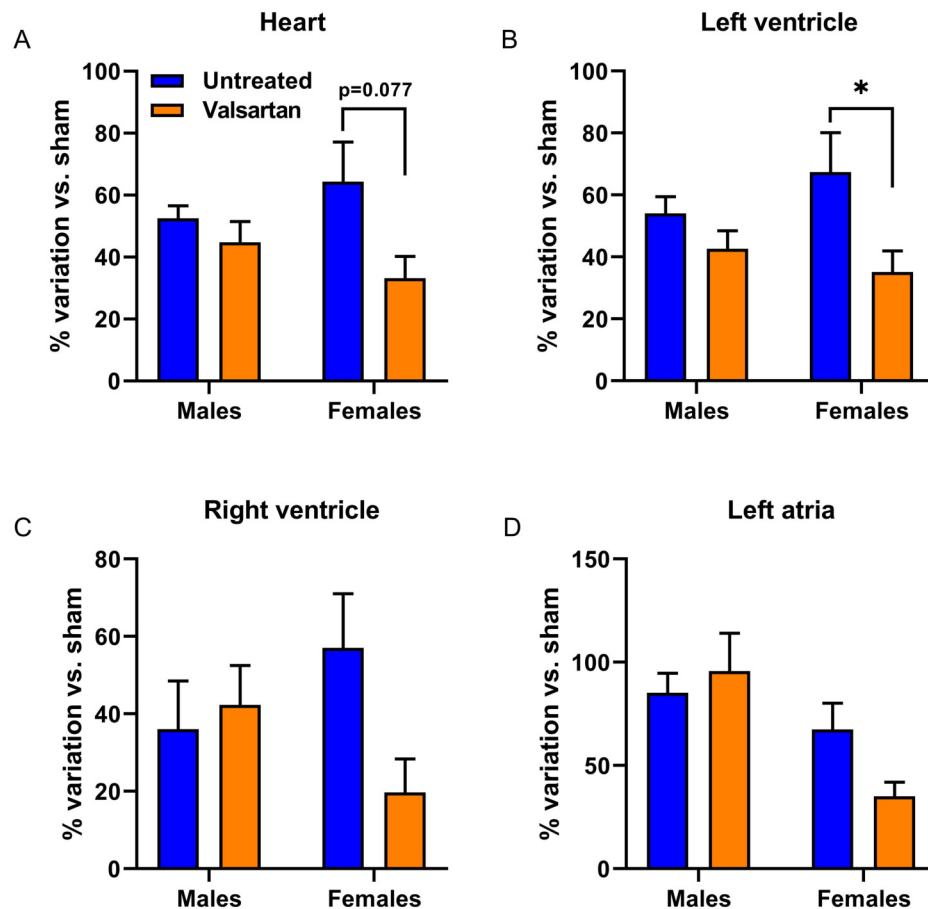 A
Heart
% variation vs. sham
100
80
60
40
20
0
Untreated
Valsartan
p=0.077
Males
Females
B
Left ventricle
% variation vs. sham
100
80
60
40
20
0
*
Males
Females
C
Right ventricle
% variation vs. sham
80
60
40
20
0
Males
Females
D
Left atria
% variation vs. sham
150
100
50
0
Males
Females